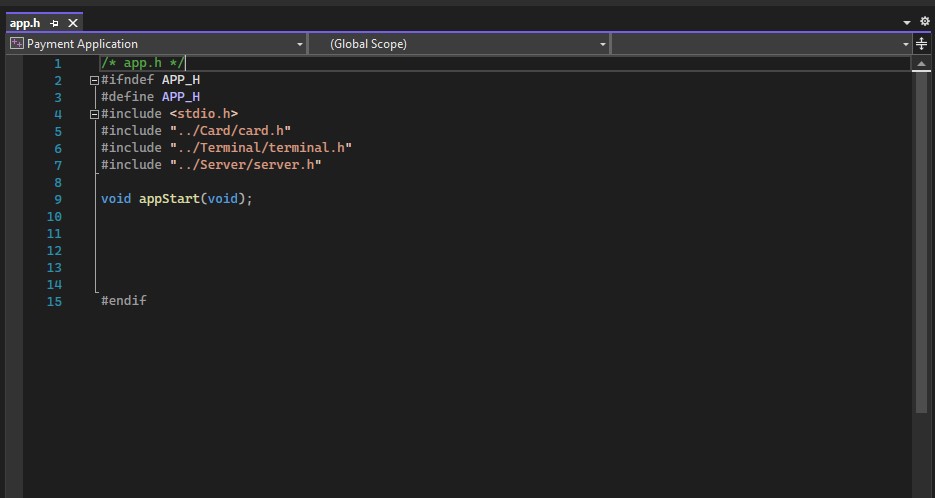 app.h
Payment Application
(Global Scope)
1 /* app.h */
2 #ifndef APP_H
3 #define APP_H
4 #include <stdio.h>
5 #include "../Card/card.h"
6 #include "../Terminal/terminal.h"
7 #include "../Server/server.h"
8
9 void appStart(void);
10
11
12
13
14
15 #endif